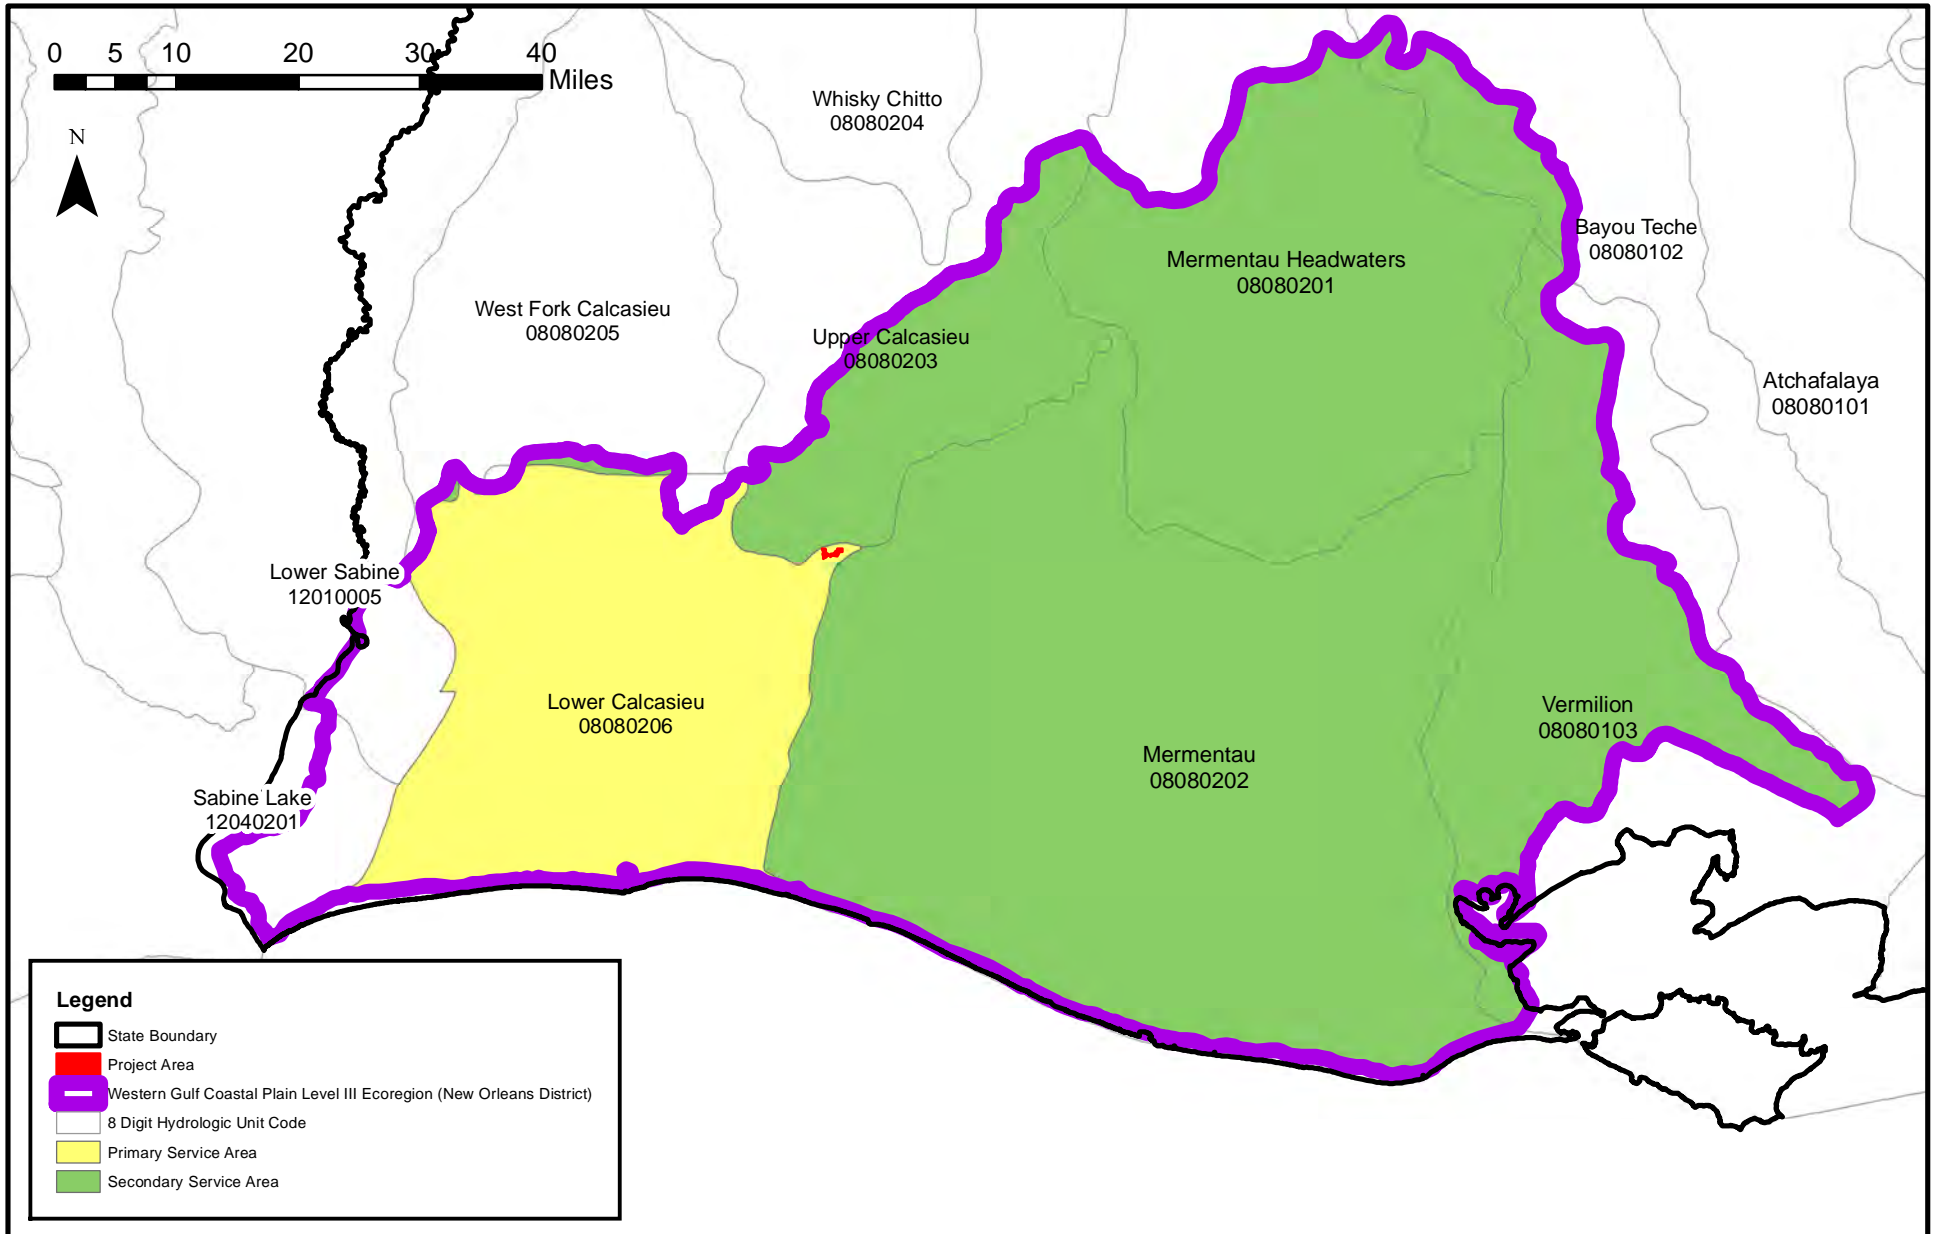 0 5 10 20 30 40
Miles
N
Whisky Chitto
08080204
Mermentau Headwaters
08080201
Bayou Teche
08080102
West Fork Calcasieu
08080205
Upper Calcasieu
08080203
Atchafalaya
08080101
Lower Sabine
12010005
Lower Calcasieu
08080206
Vermilion
08080103
Mermentau
08080202
Sabine Lake
12040201
Legend
State Boundary
Project Area
Western Gulf Coastal Plain Level III Ecoregion (New Orleans District)
8 Digit Hydrologic Unit Code
Primary Service Area
Secondary Service Area